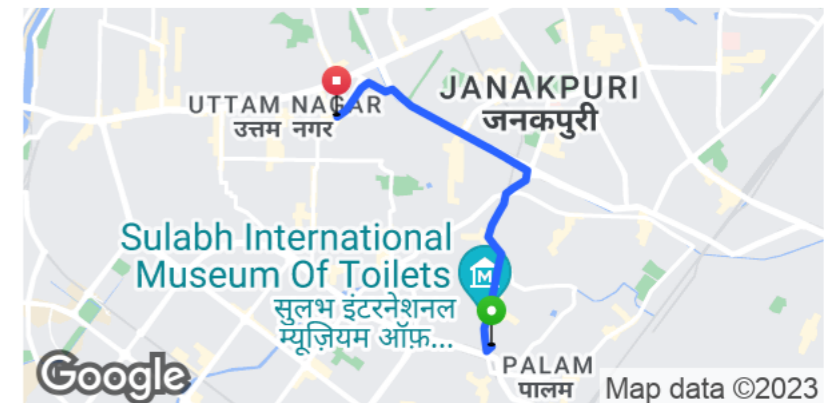 JANAKPURI
जनकपुरी
UTTAM NAGAR
उत्तम नगर
Sulabh International
Museum Of Toilets
सुलभ इंटरनेशनल
म्यूज़ियम ऑफ़...
M
PALAM
पालम
Google
Map data ©2023